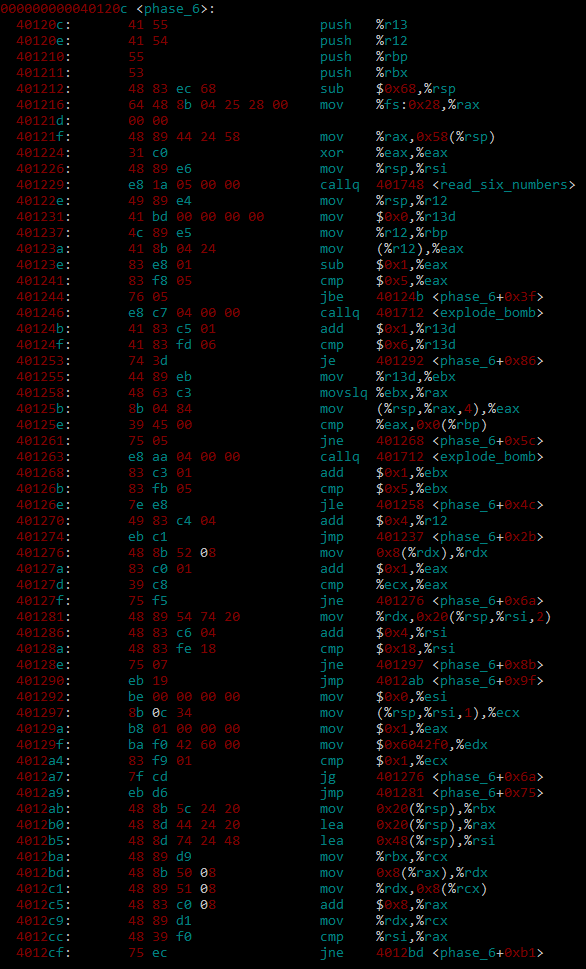 000000000040120c <phase_6>:
40120c: 41 55 push %r13
40120e: 41 54 push %r12
401210: 55 push %rbp
401211: 53 push %rbx
401212: 48 83 ec 68 sub $0x68,%rsp
401216: 64 48 8b 04 25 28 00 mov %fs:0x28,%rax
40121d: 00 00
40121f: 48 89 44 24 58 mov %rax,0x58(%rsp)
401224: 31 c0 xor %eax,%eax
401226: 48 89 e6 mov %rsp,%rsi
401229: e8 1a 05 00 00 callq 401748 <read_six_numbers>
40122e: 49 89 e4 mov %rsp,%r12
401231: 41 bd 00 00 00 00 mov $0x0,%r13d
401237: 4c 89 e5 mov %r12,%rbp
40123a: 41 8b 04 24 mov (%r12),%eax
40123e: 83 e8 01 sub $0x1,%eax
401241: 83 f8 05 cmp $0x5,%eax
401244: 76 05 jbe 40124b <phase_6+0x3f>
401246: e8 c7 04 00 00 callq 401712 <explode_bomb>
40124b: 41 83 c5 01 add $0x1,%r13d
40124f: 41 83 fd 06 cmp $0x6,%r13d
401253: 74 3d je 401292 <phase_6+0x86>
401255: 44 89 eb mov %r13d,%ebx
401258: 48 63 c3 movslq %ebx,%rax
40125b: 8b 04 84 mov (%rsp,%rax,4),%eax
40125e: 39 45 00 cmp %eax,0x0(%rbp)
401261: 75 05 jne 401268 <phase_6+0x5c>
401263: e8 aa 04 00 00 callq 401712 <explode_bomb>
401268: 83 c3 01 add $0x1,%ebx
40126b: 83 fb 05 cmp $0x5,%ebx
40126e: 7e e8 jle 401258 <phase_6+0x4c>
401270: 49 83 c4 04 add $0x4,%r12
401274: eb c1 jmp 401237 <phase_6+0x2b>
401276: 48 8b 52 08 mov 0x8(%rdx),%rdx
40127a: 83 c0 01 add $0x1,%eax
40127d: 39 c8 cmp %ecx,%eax
40127f: 75 f5 jne 401276 <phase_6+0x6a>
401281: 48 89 54 74 20 mov %rdx,0x20(%rsp,%rsi,2)
401286: 48 83 c6 04 add $0x4,%rsi
40128a: 48 83 fe 18 cmp $0x18,%rsi
40128e: 75 07 jne 401297 <phase_6+0x8b>
401290: eb 19 jmp 4012ab <phase_6+0x9f>
401292: be 00 00 00 00 mov $0x0,%esi
401297: 8b 0c 34 mov (%rsp,%rsi,1),%ecx
40129a: b8 01 00 00 00 mov $0x1,%eax
40129f: ba f0 42 60 00 mov $0x6042f0,%edx
4012a4: 83 f9 01 cmp $0x1,%ecx
4012a7: 7f cd jg 401276 <phase_6+0x6a>
4012a9: eb d6 jmp 401281 <phase_6+0x75>
4012ab: 48 8b 5c 24 20 mov 0x20(%rsp),%rbx
4012b0: 48 8d 44 24 20 lea 0x20(%rsp),%rax
4012b5: 48 8d 74 24 48 lea 0x48(%rsp),%rsi
4012ba: 48 89 d9 mov %rbx,%rcx
4012bd: 48 8b 50 08 mov 0x8(%rax),%rdx
4012c1: 48 89 51 08 mov %rdx,0x8(%rcx)
4012c5: 48 83 c0 08 add $0x8,%rax
4012c9: 48 89 d1 mov %rdx,%rcx
4012cc: 48 39 f0 cmp %rsi,%rax
4012cf: 75 ec jne 4012bd <phase_6+0xb1>